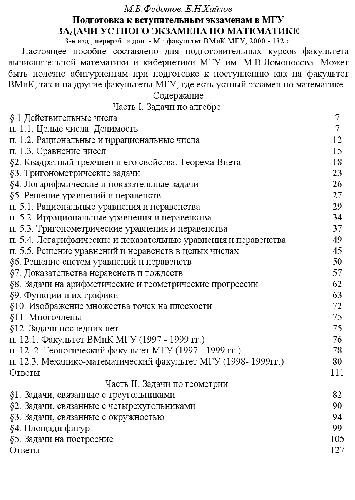 М.В.Федотов, Е.Н.Хайлов
Подготовка к вступительным экзаменам в МГУ
ЗАДАЧИ УСТНОГО ЭКЗАМЕНА ПО МАТЕМАТИКЕ
3-е изд., перераб. и доп. - М.: факультет ВМиК МГУ, 2000 -
Настоящее пособие составлено для подготовительных курсов факультета
вычислительной математики и кибернетики МГУ им. М.В.Ломоносова. Может
быть полезно абитуриентам при подготовке к поступлению как на факультет
ВМиК, так и на другие факультеты МГУ, где есть устный экзамен по математике.
Содержание
Часть I. Задачи по алгебре
§1.Действительные числа 7
п. 1.1. Целые числа. Делимость 7
п. 1.2. Рациональные и иррациональные числа 12
п. 1.3. Сравнение чисел 15
§2. Квадратный трехчлен и его свойства. Теорема Виета 18
§3. Тригонометрические задачи 23
§4. Логарифмические и показательные задачи 26
§5. Решение уравнений и неравенств 27
п. 5.1. Рациональные уравнения и неравенства 29
п. 5.2. Иррациональные уравнения и неравенства 34
п. 5.3. Тригонометрические уравнения и неравенства 37
п. 5.4. Логарифмические и показательные уравнения и неравенства 49
п. 5.5. Решение уравнений и неравенств в целых числах 45
§6. Решение систем уравнений и неравенств 50
§7. Доказательства неравенств и тождеств 57
§8. Задачи на арифметические и геометрические прогрессии 62
§9. Функции и их графики 63
§10. Изображение множества точек на плоскости 72
§11. Многочлены 75
§12. Задачи последних лет 75
п. 12.1. Факультет ВМиК МГУ (1997 - 1999 гг.) 76
п. 12. 2. Геологический факультет МГУ (1997 - 1999 гг.) 78
п. 12.3. Механико-математический факультет МГУ (1998- 1999гг.) 80
Ответы 111
Часть II. Задачи по геометрии
§1. Задачи, связанные с треугольниками 82
§2. Задачи, связанные с четырехугольниками 90
§3. Задачи, связанные с окружностью 94
§4. Площади фигур 99
§5. Задачи на построение 105
Ответы 127